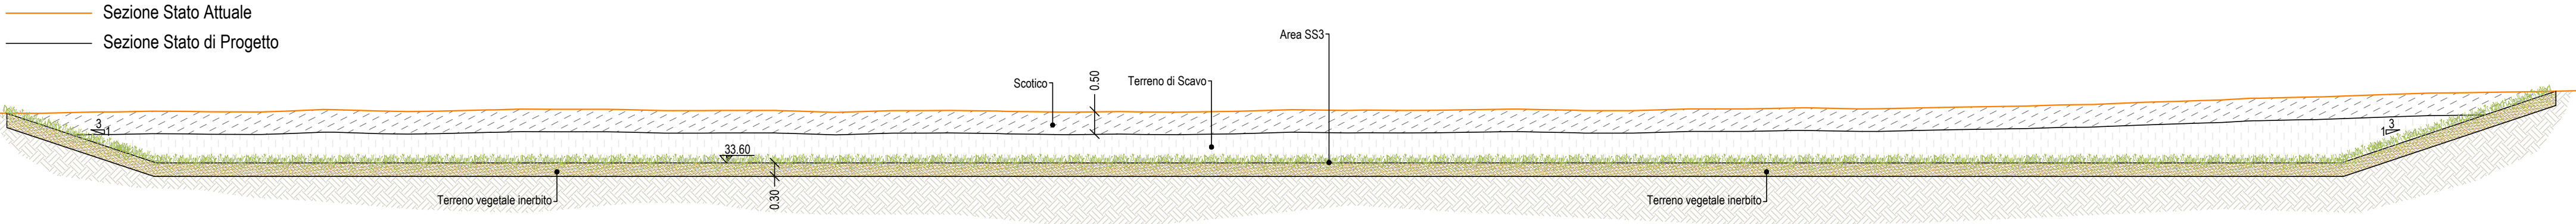 Sezione Stato Attuale
Sezione Stato di Progetto
Area SS3
Scotico
0.50
Terreno di Scavo
3
1
3
1
33.60
0.30
Terreno vegetale inerbito
Terreno vegetale inerbito